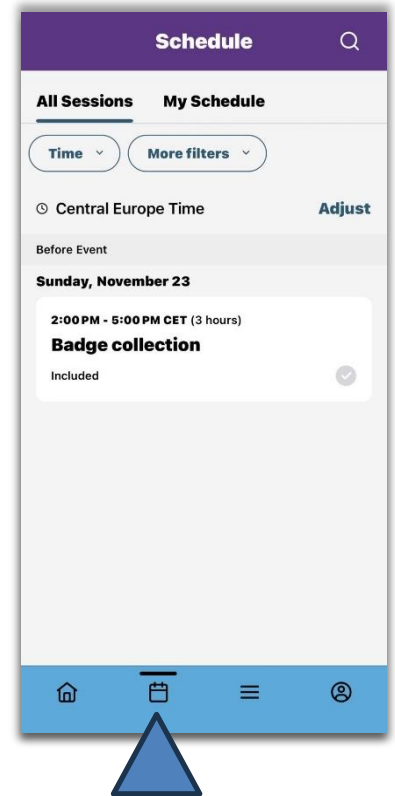 Schedule
All Sessions My Schedule
Time More filters
Central Europe Time Adjust
Before Event
Sunday, November 23
2:00 PM - 5:00 PM CET (3 hours)
Badge collection
Included